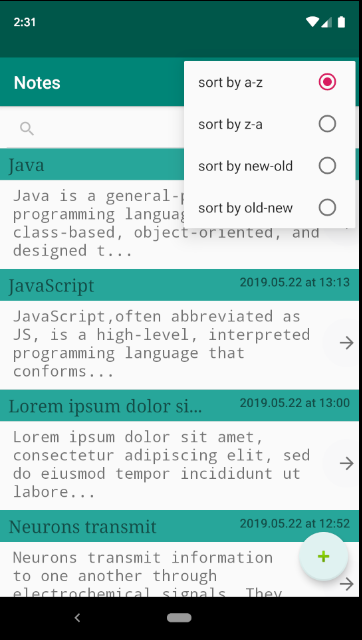 2:31
Notes
sort by a-z
sort by z-a
sort by new-old
sort by old-new
Java
Java is a general-p
programming languag
class-based, object-oriented, and
designed t...
JavaScript
2019.05.22 at 13:13
JavaScript,often abbreviated as
JS, is a high-level, interpreted
programming language that
conforms...
Lorem ipsum dolor si...
2019.05.22 at 13:00
Lorem ipsum dolor sit amet,
consectetur adipiscing elit, sed
do eiusmod tempor incididunt ut
labore...
Neurons transmit
2019.05.22 at 12:52
Neurons transmit information
to one another through
electrochemical signals. They